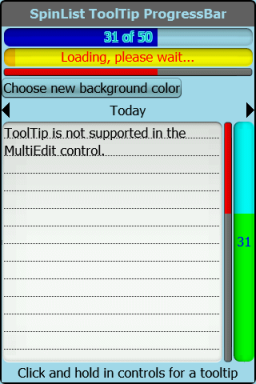 SpinList ToolTip ProgressBar
31 of 50
Loading, please wait...
Choose new background color
Today
ToolTip is not supported in the
MultiEdit control.
31
Click and hold in controls for a tooltip